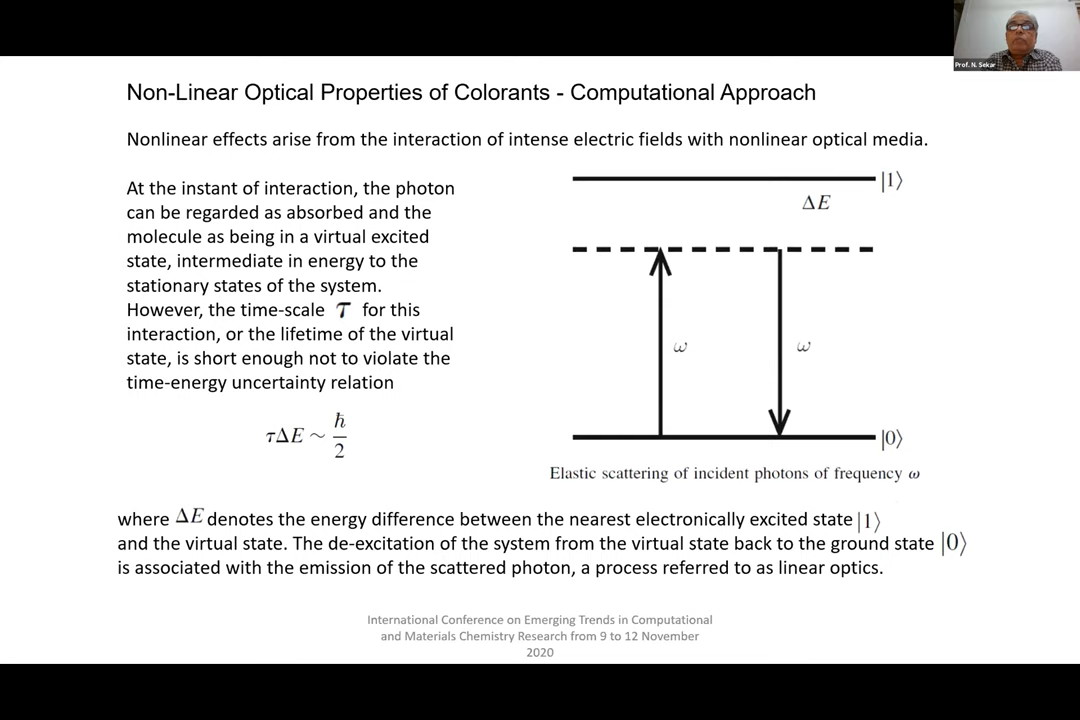 Prof. N. Sekar
Non-Linear Optical Properties of Colorants - Computational Approach
Nonlinear effects arise from the interaction of intense electric fields with nonlinear optical media.
At the instant of interaction, the photon
can be regarded as absorbed and the
molecule as being in a virtual excited
state, intermediate in energy to the
stationary states of the system.
However, the time-scale τ for this
interaction, or the lifetime of the virtual
state, is short enough not to violate the
time-energy uncertainty relation
τΔE ~ ħ/2
|1⟩
ΔE
ω ω
|0⟩
Elastic scattering of incident photons of frequency ω
where ΔE denotes the energy difference between the nearest electronically excited state |1⟩
and the virtual state. The de-excitation of the system from the virtual state back to the ground state |0⟩
is associated with the emission of the scattered photon, a process referred to as linear optics.
International Conference on Emerging Trends in Computational
and Materials Chemistry Research from 9 to 12 November
2020